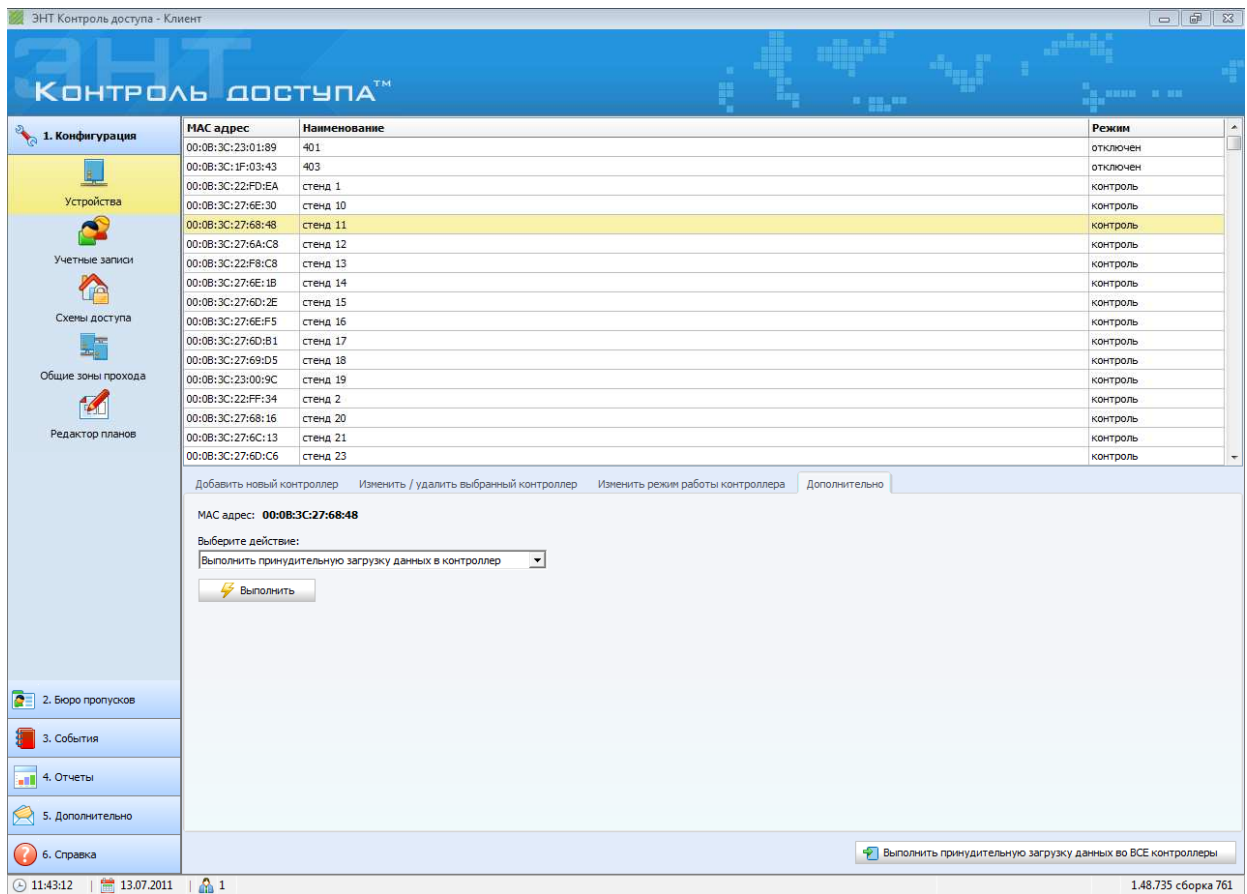 ЭНТ Контроль доступа - Клиент
ЭНТ
КОНТРОЛЬ ДОСТУПА™
1. Конфигурация
Устройства
Учетные записи
Схемы доступа
Общие зоны прохода
Редактор планов
2. Бюро пропусков
3. События
4. Отчеты
5. Дополнительно
6. Справка
MAC адрес Наименование Режим
00:0B:3C:23:01:89 401 отключен
00:0B:3C:1F:03:43 403 отключен
00:0B:3C:22:FD:EA стенд 1 контроль
00:0B:3C:27:6E:30 стенд 10 контроль
00:0B:3C:27:68:48 стенд 11 контроль
00:0B:3C:27:6A:C8 стенд 12 контроль
00:0B:3C:22:F8:C8 стенд 13 контроль
00:0B:3C:27:6E:1B стенд 14 контроль
00:0B:3C:27:6D:2E стенд 15 контроль
00:0B:3C:27:6E:F5 стенд 16 контроль
00:0B:3C:27:6D:B1 стенд 17 контроль
00:0B:3C:27:69:D5 стенд 18 контроль
00:0B:3C:23:00:9C стенд 19 контроль
00:0B:3C:22:FF:34 стенд 2 контроль
00:0B:3C:27:68:16 стенд 20 контроль
00:0B:3C:27:6C:13 стенд 21 контроль
00:0B:3C:27:6D:C6 стенд 23 контроль
Добавить новый контроллер Изменить / удалить выбранный контроллер Изменить режим работы контроллера Дополнительно
MAC адрес: 00:0B:3C:27:68:48
Выберите действие:
Выполнить принудительную загрузку данных в контроллер
Выполнить
Выполнить принудительную загрузку данных во ВСЕ контроллеры
11:43:12 13.07.2011 1 1.48.735 сборка 761